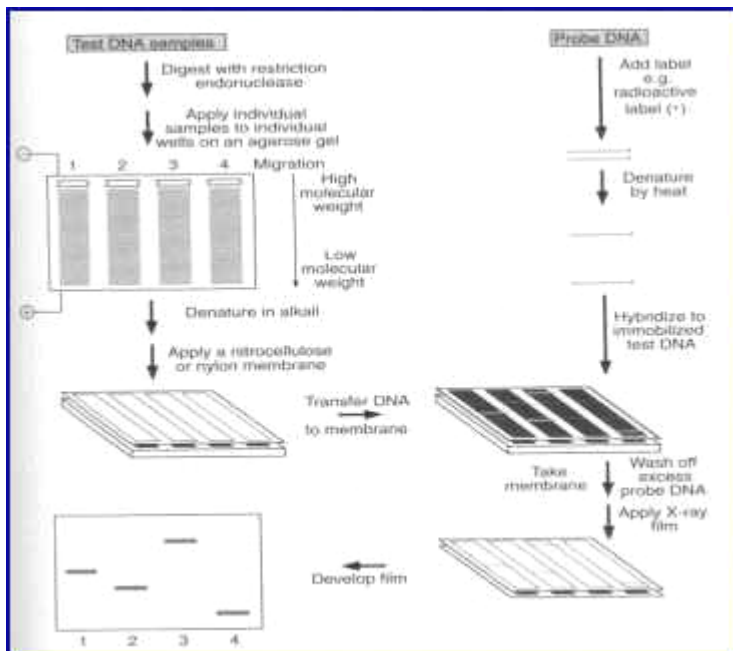 Test DNA samples
Digest with restriction
endonuclease
Apply individual
samples to individual
wells on an agarose gel
1 2 3 4 Migration
High
molecular
weight
Low
molecular
weight
Denature in alkali
Apply a nitrocellulose
or nylon membrane
Transfer DNA
to membrane
Probe DNA
Add label
e.g.
radioactive
label (*)
Denature
by heat
Hybridize to
immobilized
test DNA
Take
membrane
Wash off
excess
probe DNA
Apply X-ray
film
Develop film
1 2 3 4